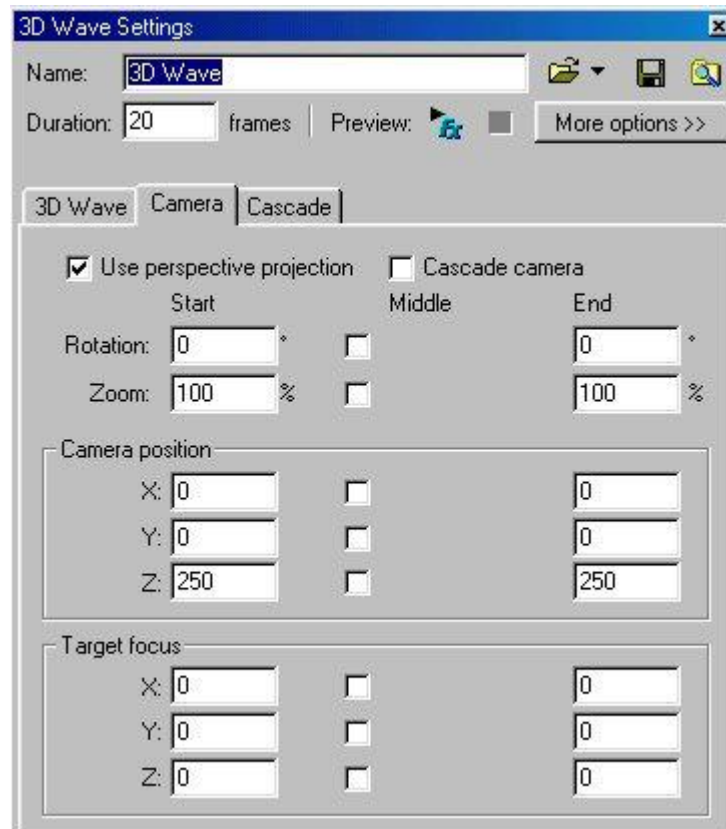 3D Wave Settings
Name: 3D Wave
Duration: 20 frames Preview: fx More options >>
3D Wave Camera Cascade
Use perspective projection Cascade camera
Start Middle End
Rotation: 0 ° 0 °
Zoom: 100 % 100 %
Camera position
X: 0 0
Y: 0 0
Z: 250 250
Target focus
X: 0 0
Y: 0 0
Z: 0 0